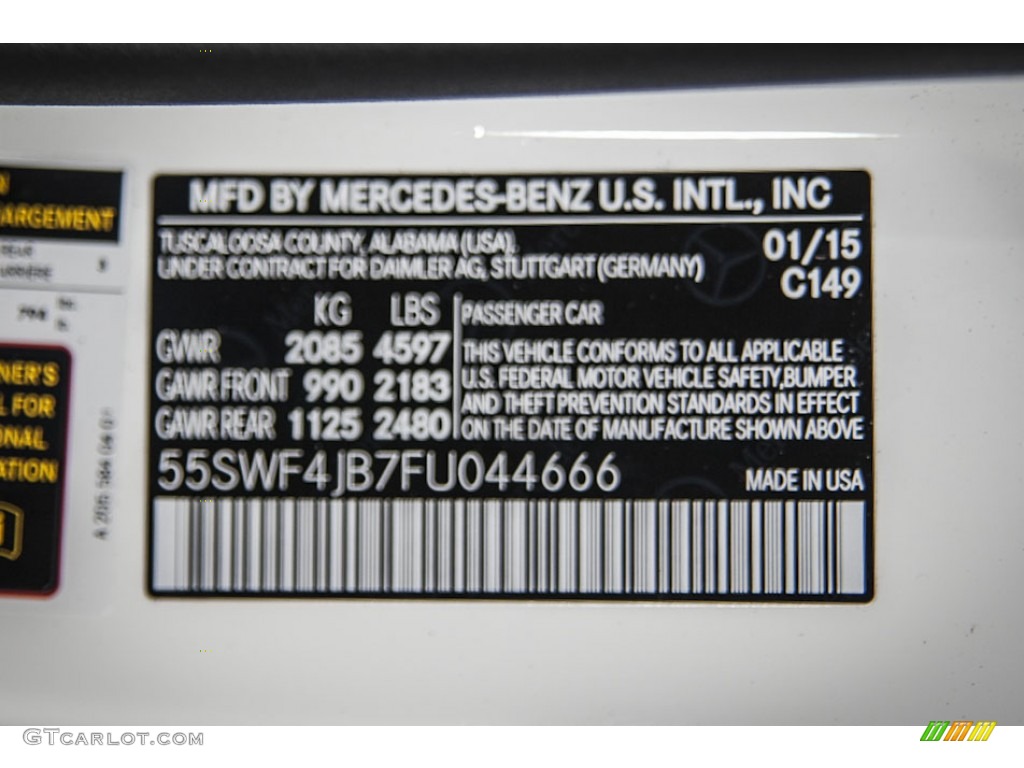 ARGEMENT
NER'S
L FOR
ONAL
ATION
MFD BY MERCEDES-BENZ U.S. INTL., INC
TUSCALOOSA COUNTY, ALABAMA (USA),
UNDER CONTRACT FOR DAIMLER AG, STUTTGART (GERMANY)
01/15
C149
KG LBS
GVWR 2085 4597
GAWR FRONT 990 2183
GAWR REAR 1125 2480
PASSENGER CAR
THIS VEHICLE CONFORMS TO ALL APPLICABLE
U.S. FEDERAL MOTOR VEHICLE SAFETY,BUMPER
AND THEFT PREVENTION STANDARDS IN EFFECT
ON THE DATE OF MANUFACTURE SHOWN ABOVE
55SWF4JB7FU044666
MADE IN USA
GTCARLOT.COM